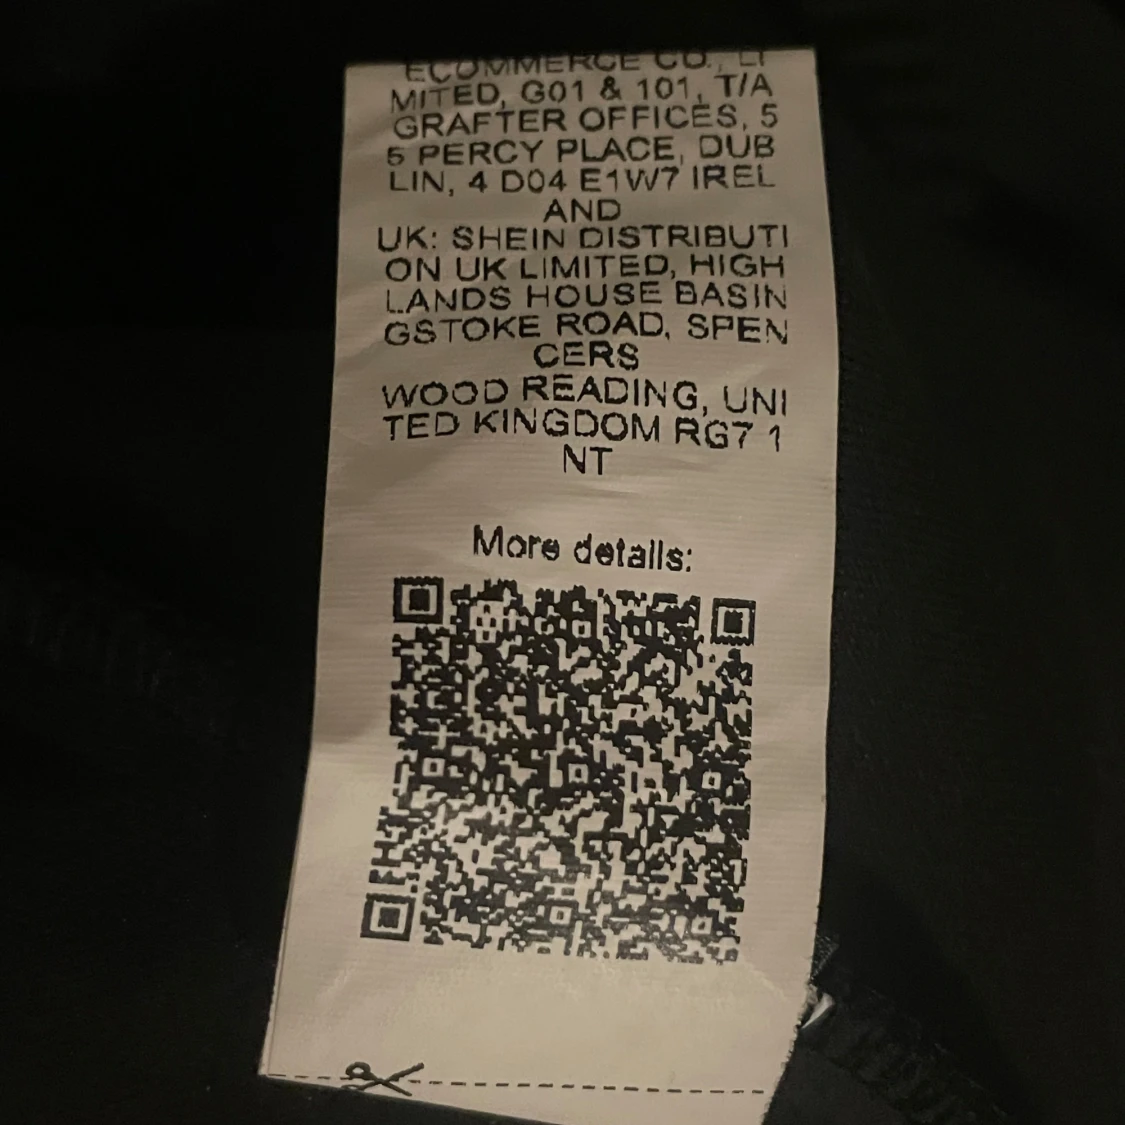 ECOMMERCE CO., LI
MITED, G01 & 101, T/A
GRAFTER OFFICES, 5
5 PERCY PLACE, DUB
LIN, 4 D04 E1W7 IREL
AND
UK: SHEIN DISTRIBUTI
ON UK LIMITED, HIGH
LANDS HOUSE BASIN
GSTOKE ROAD, SPEN
CERS
WOOD READING, UNI
TED KINGDOM RG7 1
NT
More details: